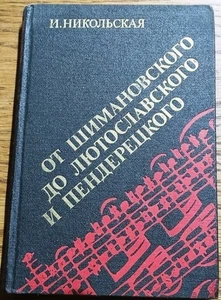 И. НИКОЛЬСКАЯ
ОТ ШИМАНОВСКОГО
ДО ЛЮТОСЛАВСКОГО
И ПЕНДЕРЕЦКОГО